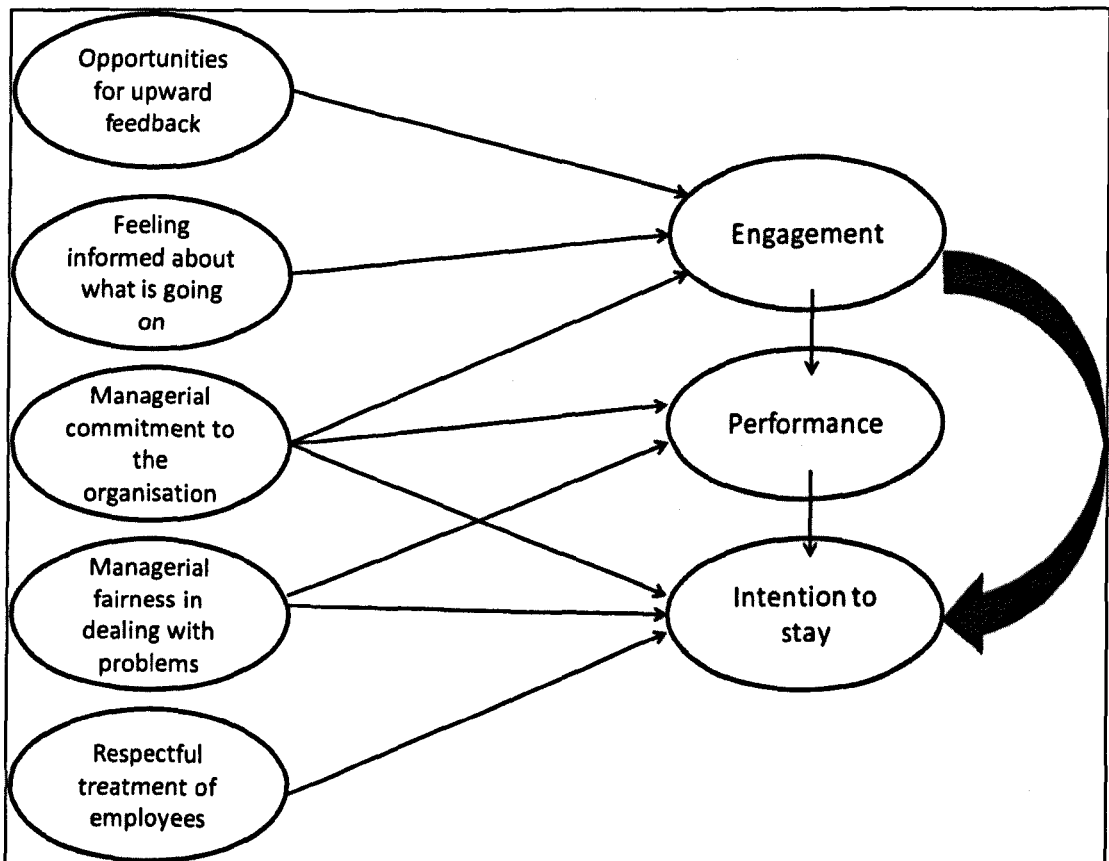 Opportunities
for upward
feedback
Feeling
informed about
what is going
on
Managerial
commitment to
the
organisation
Managerial
fairness in
dealing with
problems
Respectful
treatment of
employees
Engagement
Performance
Intention to
stay